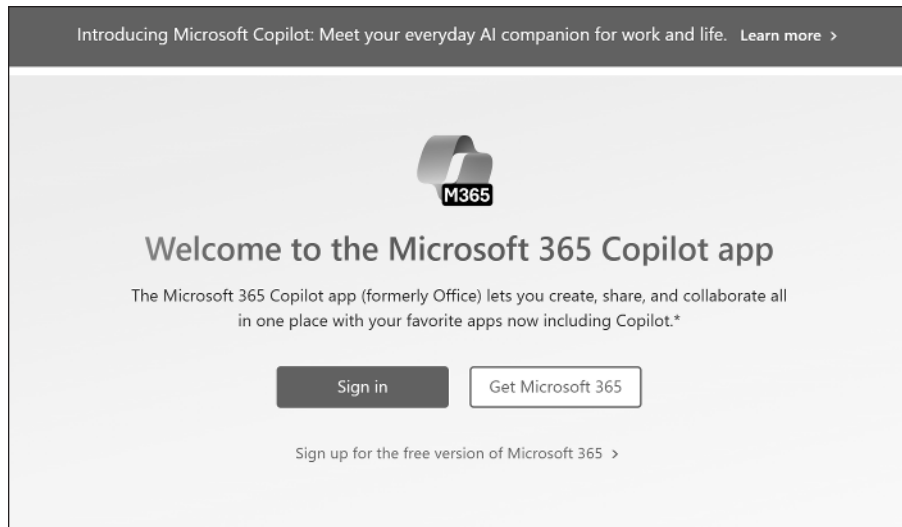 Introducing Microsoft Copilot: Meet your everyday AI companion for work and life. Learn more >
M365
Welcome to the Microsoft 365 Copilot app
The Microsoft 365 Copilot app (formerly Office) lets you create, share, and collaborate all
in one place with your favorite apps now including Copilot.*
Sign in
Get Microsoft 365
Sign up for the free version of Microsoft 365 >